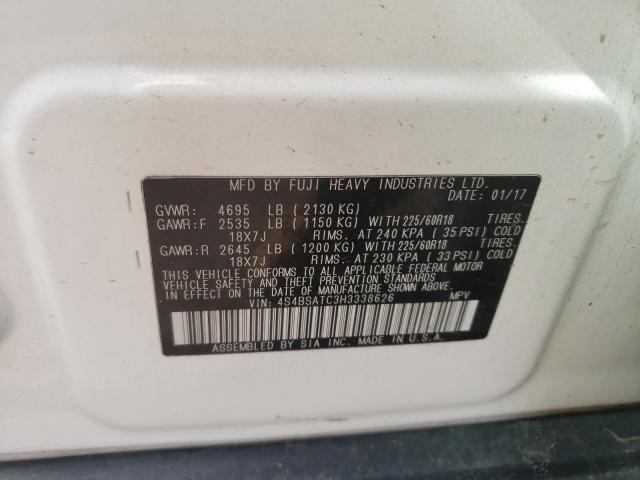 MFD BY FUJI HEAVY INDUSTRIES LTD.
DATE: 01/17
GVWR: 4695 LB ( 2130 KG)
GAWR:F 2535 LB ( 1150 KG) WITH 225/60R18 TIRES.
18X7J RIMS. AT 240 KPA ( 35 PSI) COLD
GAWR:R 2645 LB ( 1200 KG) WITH 225/60R18 TIRES.
18X7J RIMS. AT 230 KPA ( 33 PSI) COLD
THIS VEHICLE CONFORMS TO ALL APPLICABLE FEDERAL MOTOR
VEHICLE SAFETY AND THEFT PREVENTION STANDARDS
IN EFFECT ON THE DATE OF MANUFACTURE SHOWN ABOVE.
VIN: 4S4BSATC3H3338626 MPV
ASSEMBLED BY SIA INC. MADE IN U.S.A.